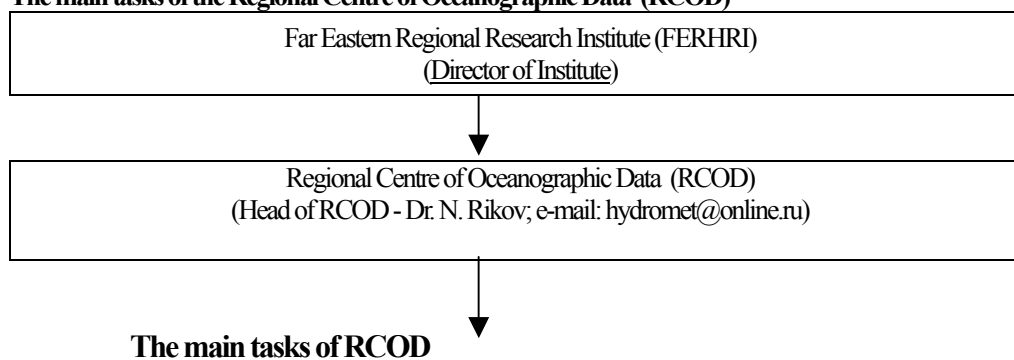 The main tasks of the Regional Centre of Oceanographic Data (RCOD)
Far Eastern Regional Research Institute (FERHRI)
(Director of Institute)
Regional Centre of Oceanographic Data (RCOD)
(Head of RCOD - Dr. N. Rikov; e-mail: hydromet@online.ru)
The main tasks of RCOD